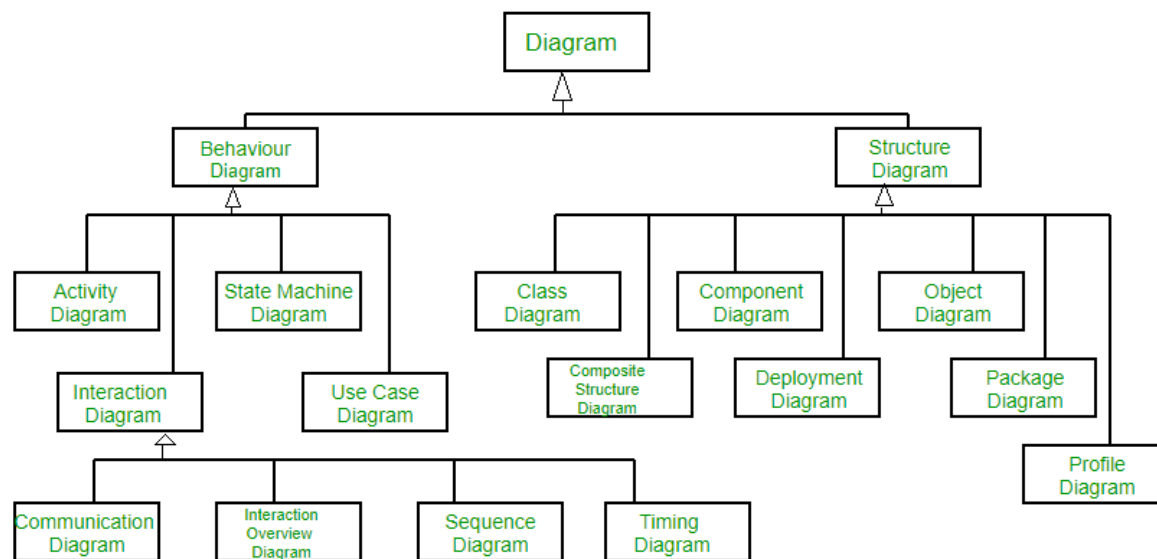 Diagram
Behaviour
Diagram
Structure
Diagram
Activity
Diagram
State Machine
Diagram
Class
Diagram
Component
Diagram
Object
Diagram
Interaction
Diagram
Use Case
Diagram
Composite
Structure
Diagram
Deployment
Diagram
Package
Diagram
Profile
Diagram
Communication
Diagram
Interaction
Overview
Diagram
Sequence
Diagram
Timing
Diagram